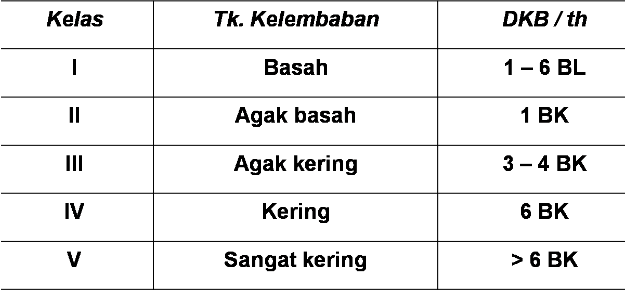 Kelas Tk. Kelembaban DKB / th
I Basah 1 – 6 BL
II Agak basah 1 BK
III Agak kering 3 – 4 BK
IV Kering 6 BK
V Sangat kering > 6 BK